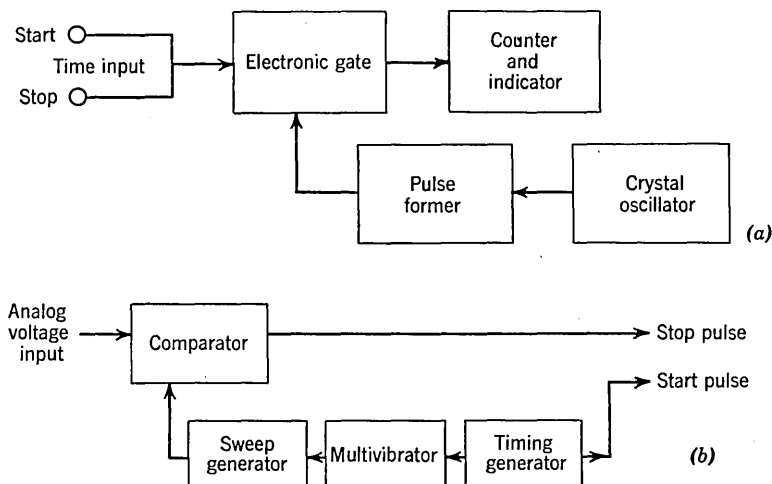 Start
Time input
Stop
Electronic gate
Counter
and
indicator
Pulse
former
Crystal
oscillator
(a)
Analog
voltage
input
Comparator
Stop pulse
Start pulse
Sweep
generator
Multivibrator
Timing
generator
(b)